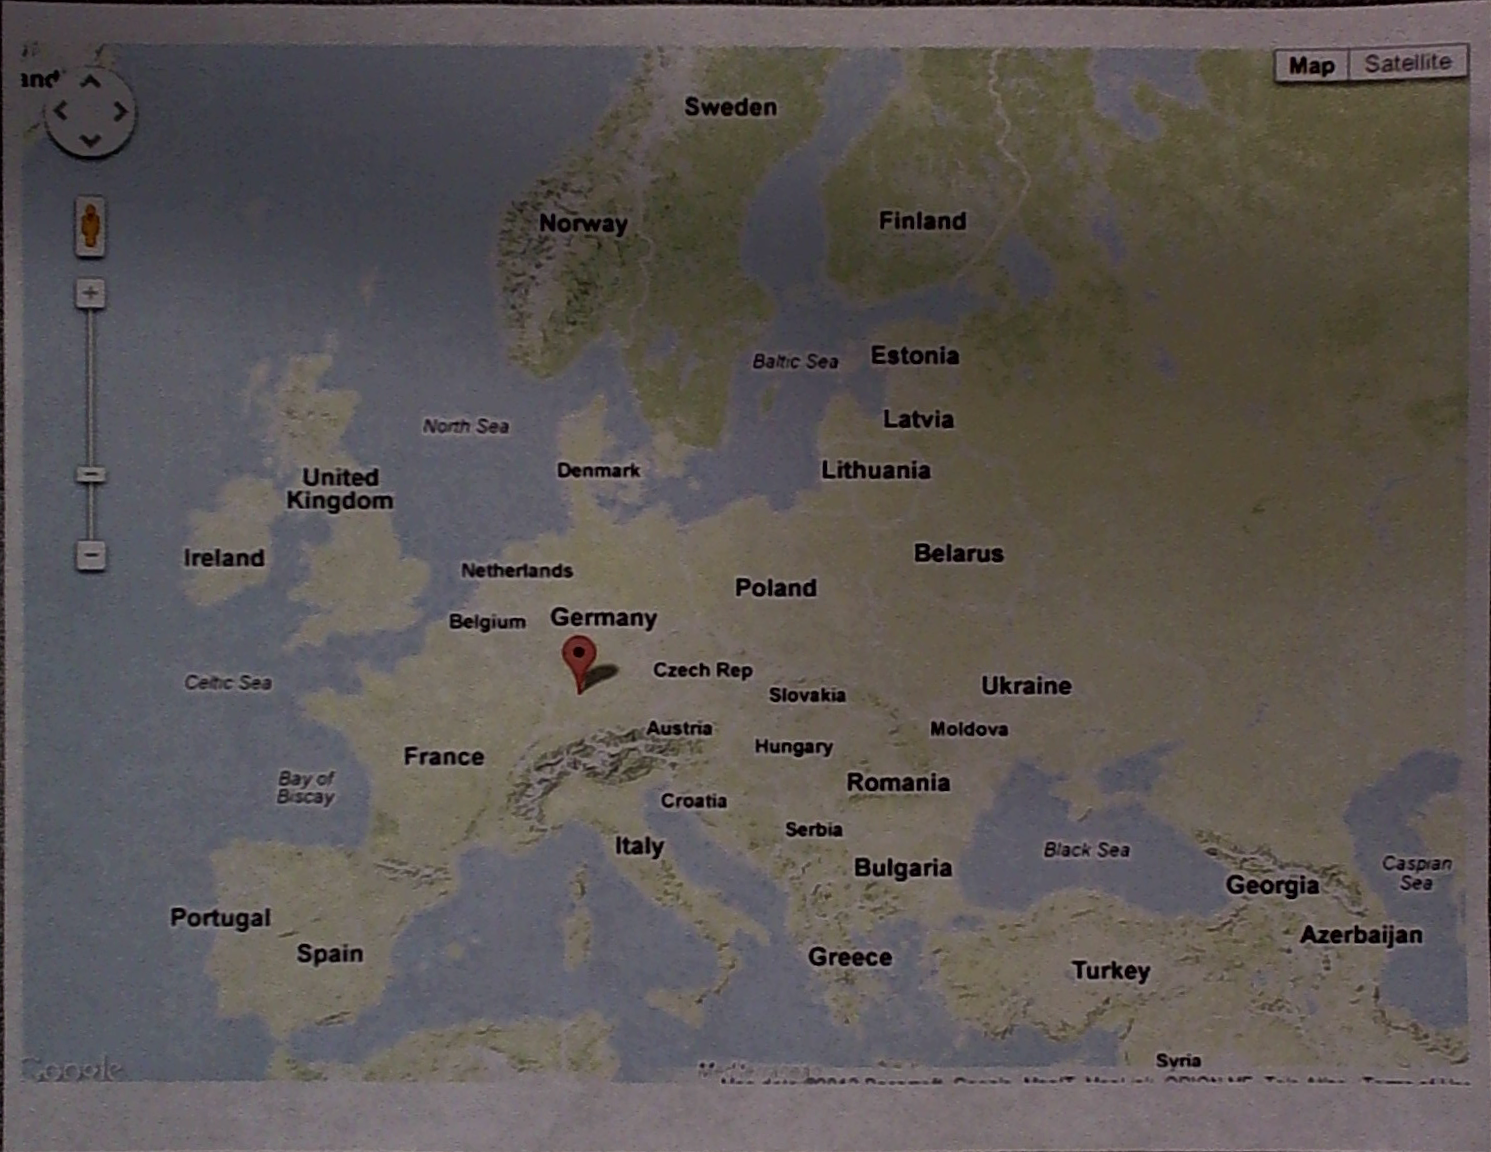 Map Satellite
Sweden
Norway
Finland
Baltic Sea
Estonia
Latvia
Lithuania
North Sea
Denmark
United
Kingdom
Ireland
Belarus
Netherlands
Poland
Belgium
Germany
Celtic Sea
Czech Rep
Slovakia
Ukraine
Austria
Moldova
France
Hungary
Bay of
Biscay
Romania
Croatia
Serbia
Italy
Bulgaria
Black Sea
Caspian
Sea
Georgia
Portugal
Spain
Azerbaijan
Greece
Turkey
Syria
Google